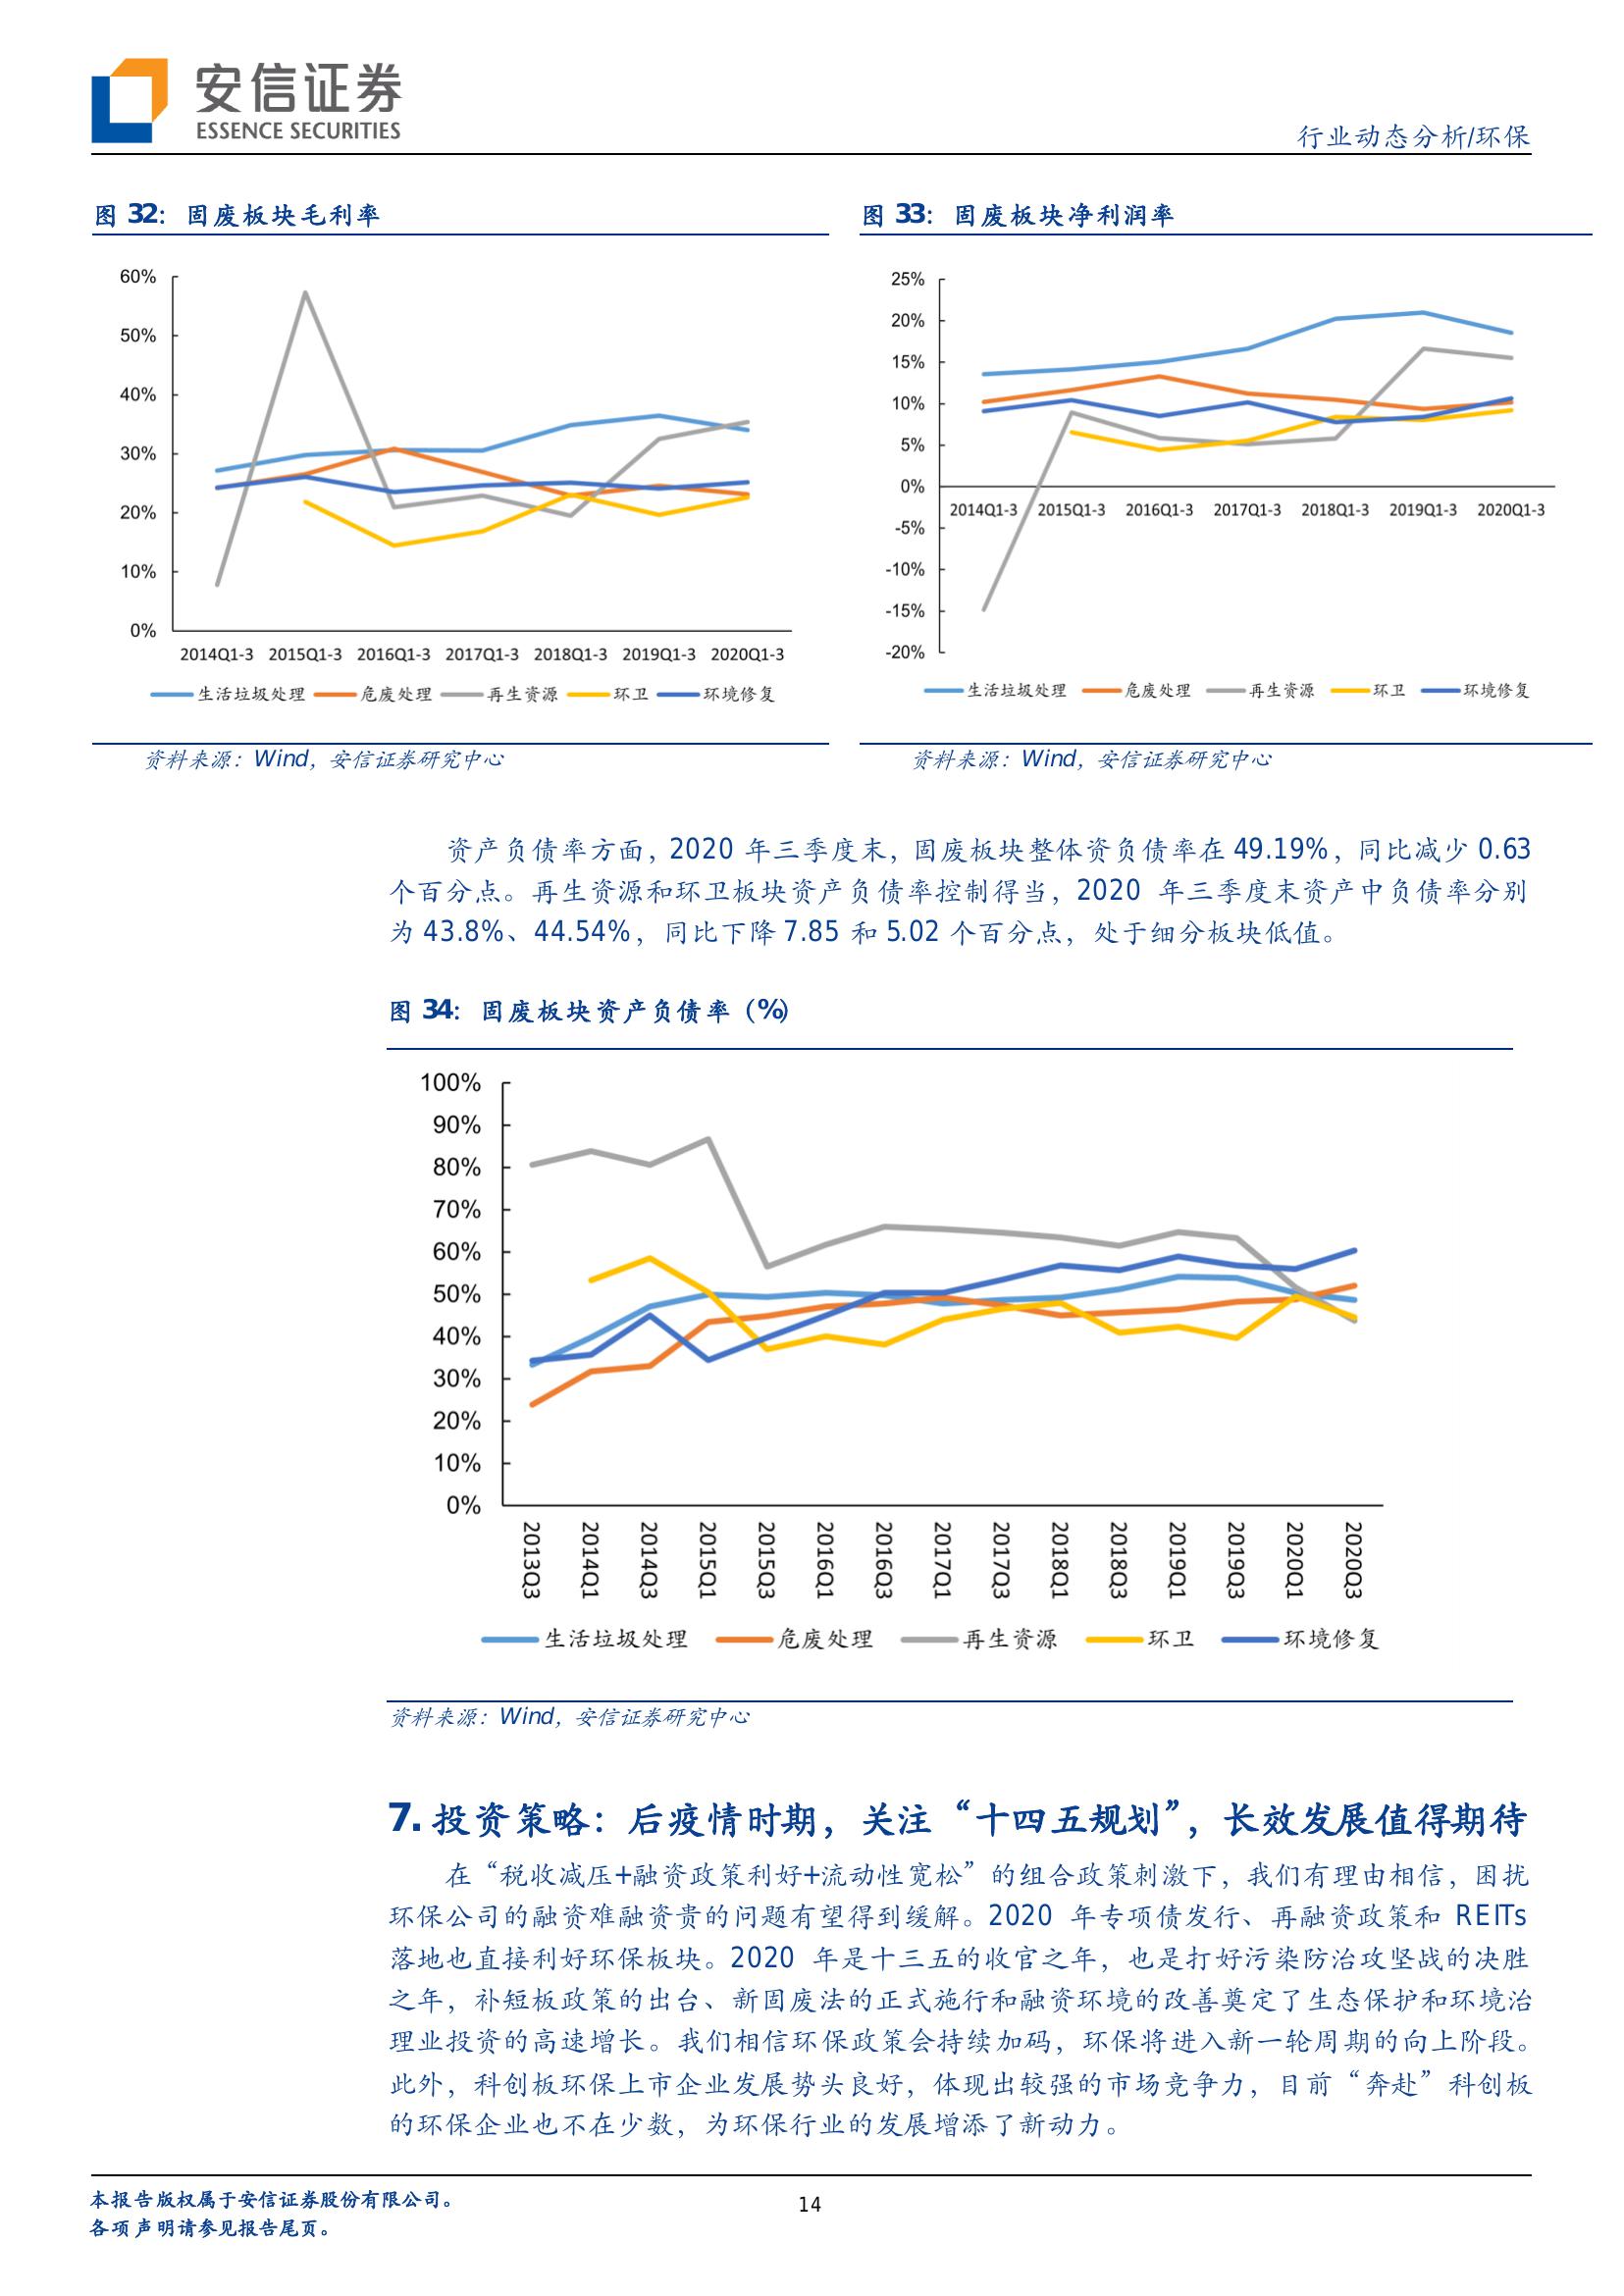 安信证券
ESSENCE SECURITIES
行业动态分析/环保
图 32：固废板块毛利率
60%
50%
40%
30%
20%
10%
0%
2014Q1-3 2015Q1-3 2016Q1-3 2017Q1-3 2018Q1-3 2019Q1-3 2020Q1-3
生活垃圾处理 危废处理 再生资源 环卫 环境修复
资料来源：Wind，安信证券研究中心
图 33：固废板块净利润率
25%
20%
15%
10%
5%
0%
-5%
-10%
-15%
-20%
2014Q1-3 2015Q1-3 2016Q1-3 2017Q1-3 2018Q1-3 2019Q1-3 2020Q1-3
生活垃圾处理 危废处理 再生资源 环卫 环境修复
资料来源：Wind，安信证券研究中心
资产负债率方面，2020 年三季度末，固废板块整体资负债率在 49.19%，同比减少 0.63
个百分点。再生资源和环卫板块资产负债率控制得当，2020 年三季度末资产中负债率分别
为 43.8%、44.54%，同比下降 7.85 和 5.02 个百分点，处于细分板块低值。
图 34：固废板块资产负债率（%）
100%
90%
80%
70%
60%
50%
40%
30%
20%
10%
0%
2013Q3 2014Q1 2014Q3 2015Q1 2015Q3 2016Q1 2016Q3 2017Q1 2017Q3 2018Q1 2018Q3 2019Q1 2019Q3 2020Q1 2020Q3
生活垃圾处理 危废处理 再生资源 环卫 环境修复
资料来源：Wind，安信证券研究中心
7. 投资策略：后疫情时期，关注“十四五规划”，长效发展值得期待
在“税收减压+融资政策利好+流动性宽松”的组合政策刺激下，我们有理由相信，困扰
环保公司的融资难融资贵的问题有望得到缓解。2020 年专项债发行、再融资政策和 REITs
落地也直接利好环保板块。2020 年是十三五的收官之年，也是打好污染防治攻坚战的决胜
之年，补短板政策的出台、新固废法的正式施行和融资环境的改善奠定了生态保护和环境治
理业投资的高速增长。我们相信环保政策会持续加码，环保将进入新一轮周期的向上阶段。
此外，科创板环保上市企业发展势头良好，体现出较强的市场竞争力，目前“奔赴”科创板
的环保企业也不在少数，为环保行业的发展增添了新动力。
本报告版权属于安信证券股份有限公司。
各项声明请参见报告尾页。
14